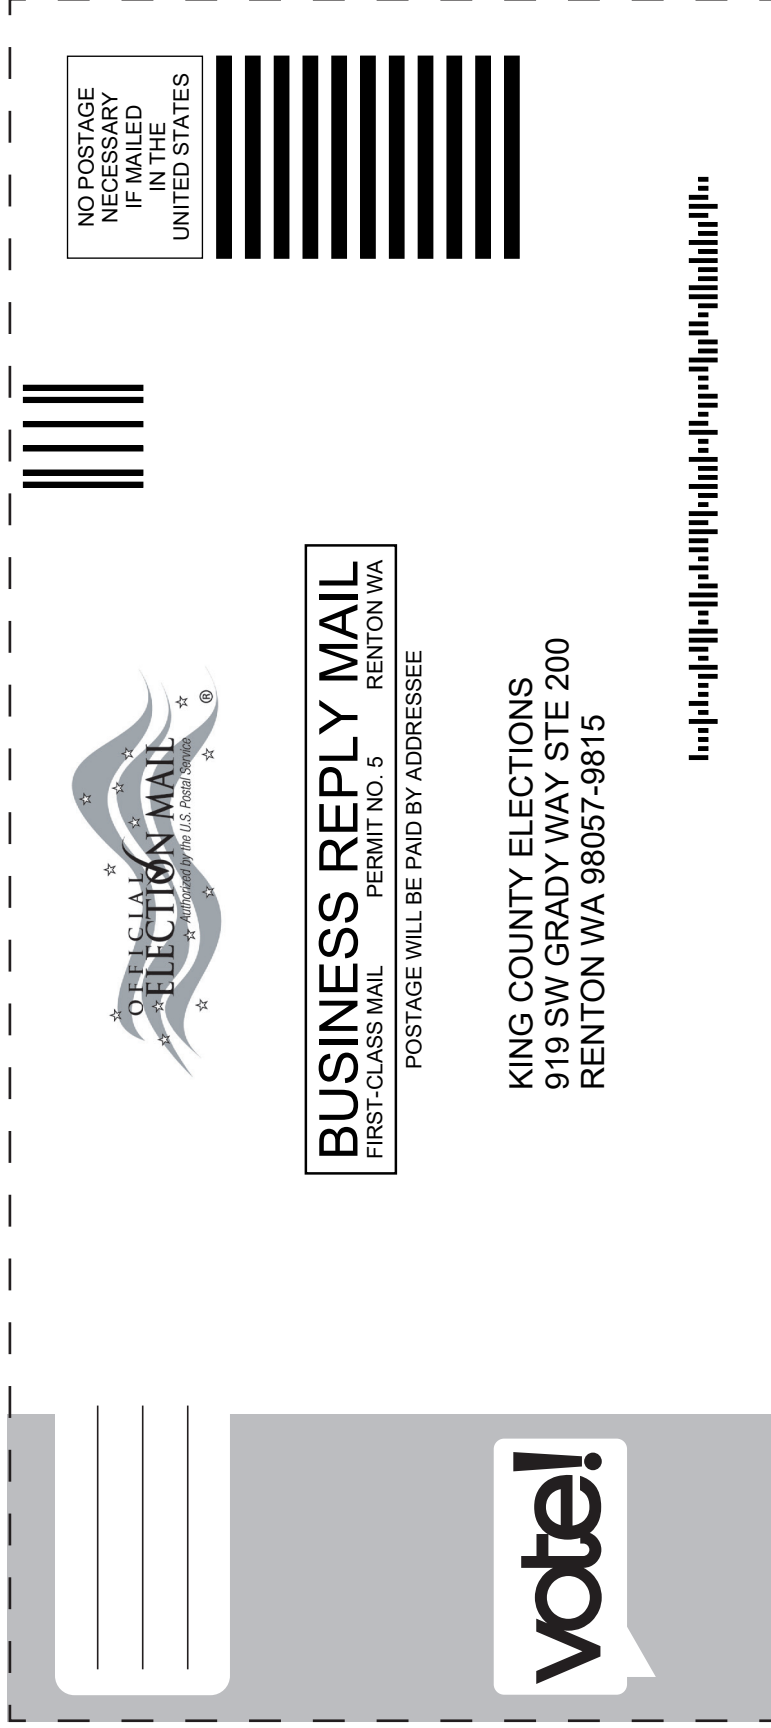 NO POSTAGE
NECESSARY
IF MAILED
IN THE
UNITED STATES
OFFICIAL
ELECTION MAIL
Authorized by the U.S. Postal Service
®
BUSINESS REPLY MAIL
FIRST-CLASS MAIL PERMIT NO. 5 RENTON WA
POSTAGE WILL BE PAID BY ADDRESSEE
KING COUNTY ELECTIONS
919 SW GRADY WAY STE 200
RENTON WA 98057-9815
vote!